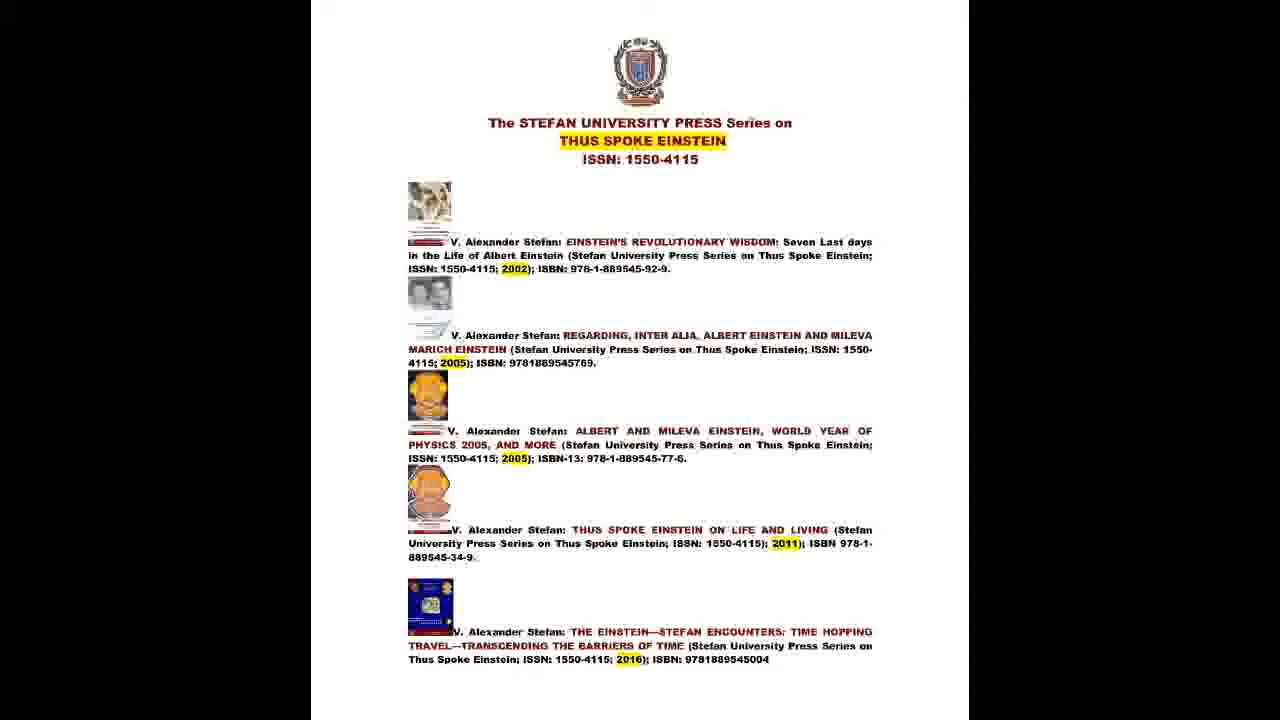 The STEFAN UNIVERSITY PRESS Series on
THUS SPOKE EINSTEIN
ISSN: 1550-4115
V. Alexander Stefan: EINSTEIN'S REVOLUTIONARY WISDOM: Seven Last days
in the Life of Albert Einstein (Stefan University Press Series on Thus Spoke Einstein;
ISSN: 1550-4115; 2002); ISBN: 978-1-889545-92-9.
V. Alexander Stefan: REGARDING, INTER ALIA, ALBERT EINSTEIN AND MILEVA
MARICH EINSTEIN (Stefan University Press Series on Thus Spoke Einstein; ISSN: 1550-
4115; 2005); ISBN: 9781889545769.
V. Alexander Stefan: ALBERT AND MILEVA EINSTEIN, WORLD YEAR OF
PHYSICS 2005, AND MORE (Stefan University Press Series on Thus Spoke Einstein;
ISSN: 1550-4115; 2005); ISBN-13: 978-1-889545-77-6.
V. Alexander Stefan: THUS SPOKE EINSTEIN ON LIFE AND LIVING (Stefan
University Press Series on Thus Spoke Einstein; ISSN: 1550-4115); 2011); ISBN 978-1-
889545-34-9.
V. Alexander Stefan: THE EINSTEIN—STEFAN ENCOUNTERS: TIME HOPPING
TRAVEL—TRANSCENDING THE BARRIERS OF TIME (Stefan University Press Series on
Thus Spoke Einstein; ISSN: 1550-4115; 2016); ISBN: 9781889545004